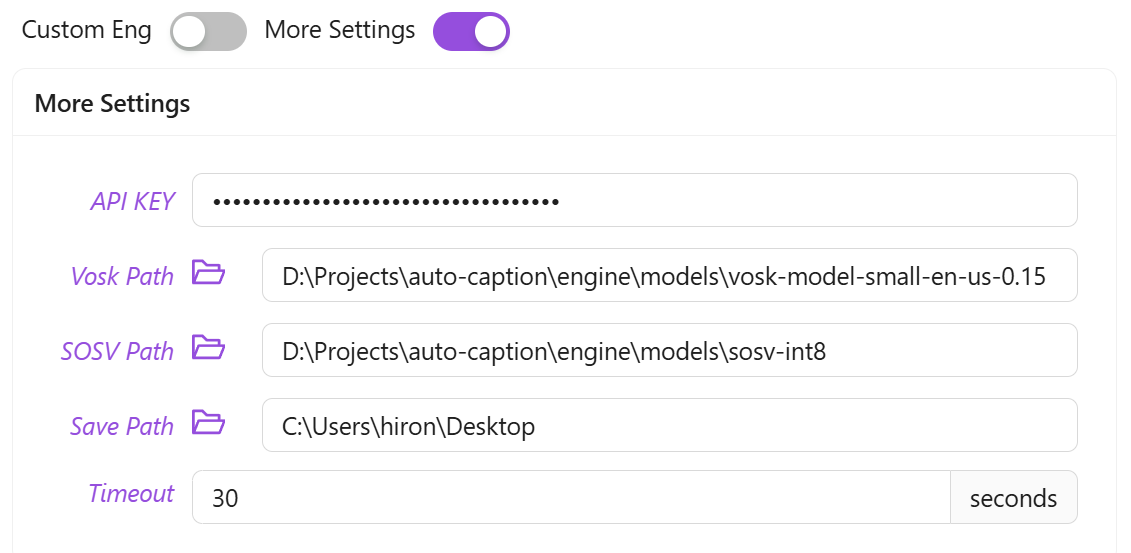 Custom Eng More Settings
More Settings
API KEY •••••••••••••••••••••••••••••••••••
Vosk Path D:\Projects\auto-caption\engine\models\vosk-model-small-en-us-0.15
SOSV Path D:\Projects\auto-caption\engine\models\sosv-int8
Save Path C:\Users\hiron\Desktop
Timeout 30 seconds